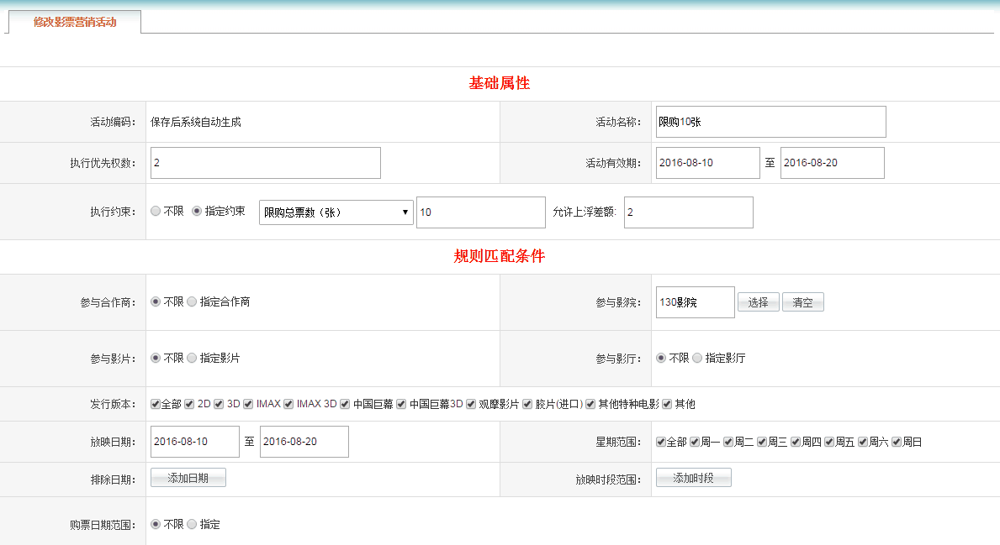 修改影票营销活动
基础属性
活动编码： 保存后系统自动生成 活动名称： 限购10张
执行优先权数： 2 活动有效期： 2016-08-10 至 2016-08-20
执行约束： 不限 指定约束 限购总票数（张） 10 允许上浮差额: 2
规则匹配条件
参与合作商： 不限 指定合作商 参与影院： 130影院 选择 清空
参与影片： 不限 指定影片 参与影厅： 不限 指定影厅
发行版本： 全部 2D 3D IMAX IMAX 3D 中国巨幕 中国巨幕3D 观摩影片 胶片(进口) 其他特种电影 其他
放映日期： 2016-08-10 至 2016-08-20 星期范围： 全部 周一 周二 周三 周四 周五 周六 周日
排除日期： 添加日期 放映时段范围： 添加时段
购票日期范围： 不限 指定